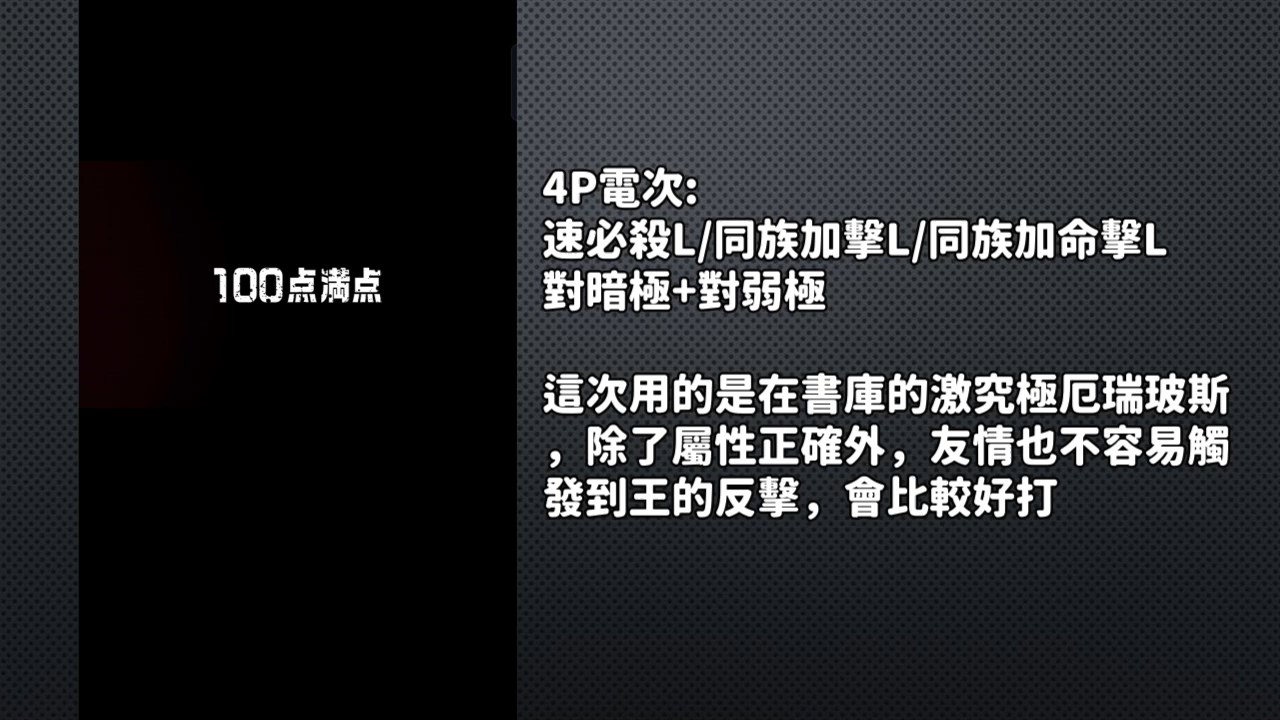 100点満点
4P電次:
速必殺L/同族加擊L/同族加命擊L
對暗極+對弱極
這次用的是在書庫的激究極厄瑞玻斯
，除了屬性正確外，友情也不容易觸
發到王的反擊，會比較好打